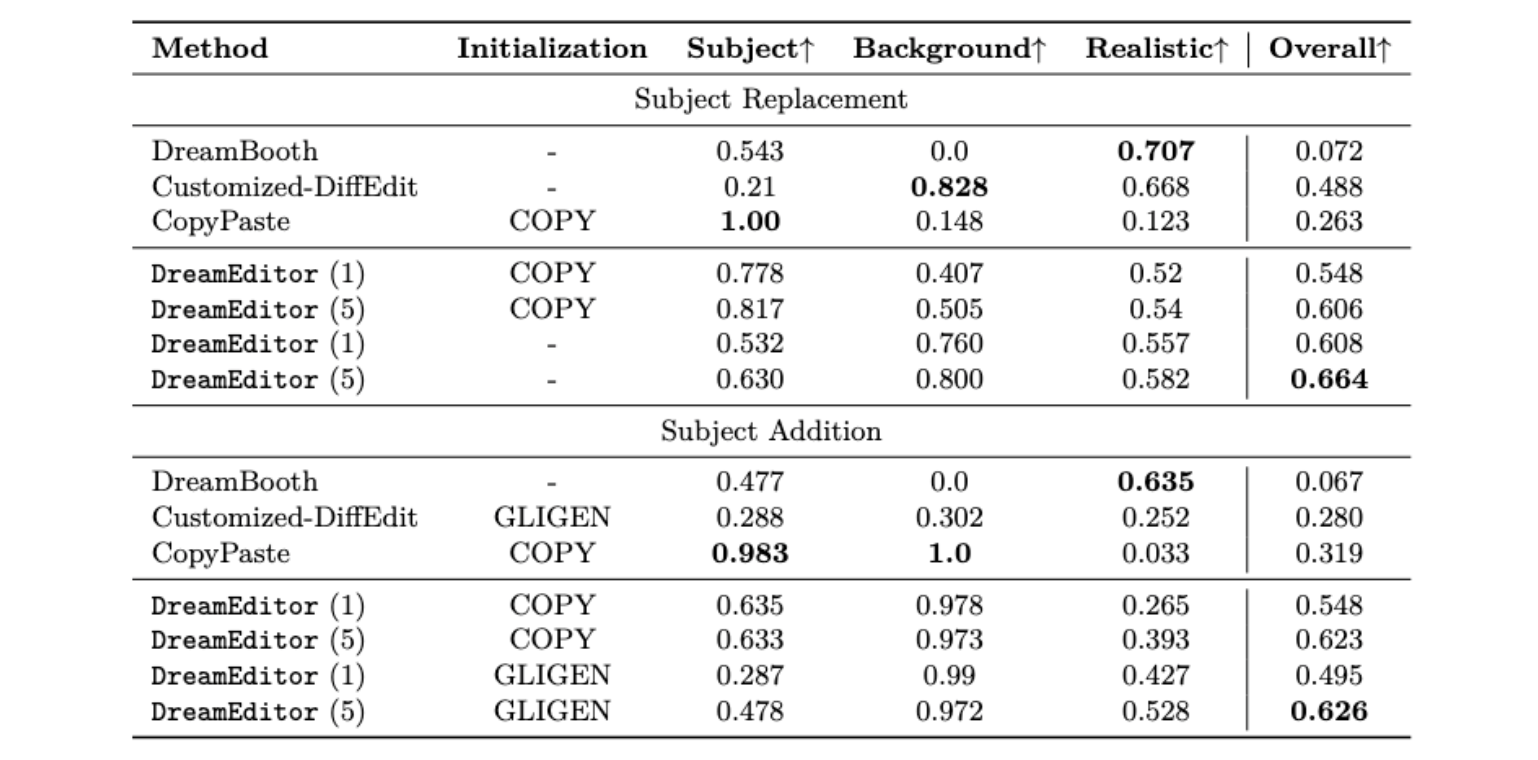 Method Initialization Subject↑ Background↑ Realistic↑ Overall↑
Subject Replacement
DreamBooth - 0.543 0.0 0.707 0.072
Customized-DiffEdit - 0.21 0.828 0.668 0.488
CopyPaste COPY 1.00 0.148 0.123 0.263
DreamEditor (1) COPY 0.778 0.407 0.52 0.548
DreamEditor (5) COPY 0.817 0.505 0.54 0.606
DreamEditor (1) - 0.532 0.760 0.557 0.608
DreamEditor (5) - 0.630 0.800 0.582 0.664
Subject Addition
DreamBooth - 0.477 0.0 0.635 0.067
Customized-DiffEdit GLIGEN 0.288 0.302 0.252 0.280
CopyPaste COPY 0.983 1.0 0.033 0.319
DreamEditor (1) COPY 0.635 0.978 0.265 0.548
DreamEditor (5) COPY 0.633 0.973 0.393 0.623
DreamEditor (1) GLIGEN 0.287 0.99 0.427 0.495
DreamEditor (5) GLIGEN 0.478 0.972 0.528 0.626